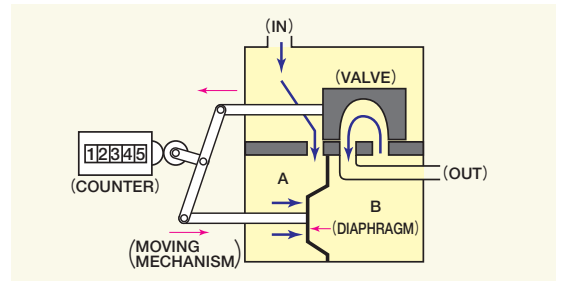 (IN)
(VALVE)
12345
(COUNTER)
A
(OUT)
B
(DIAPHRAGM)
(MOVING
MECHANISM)